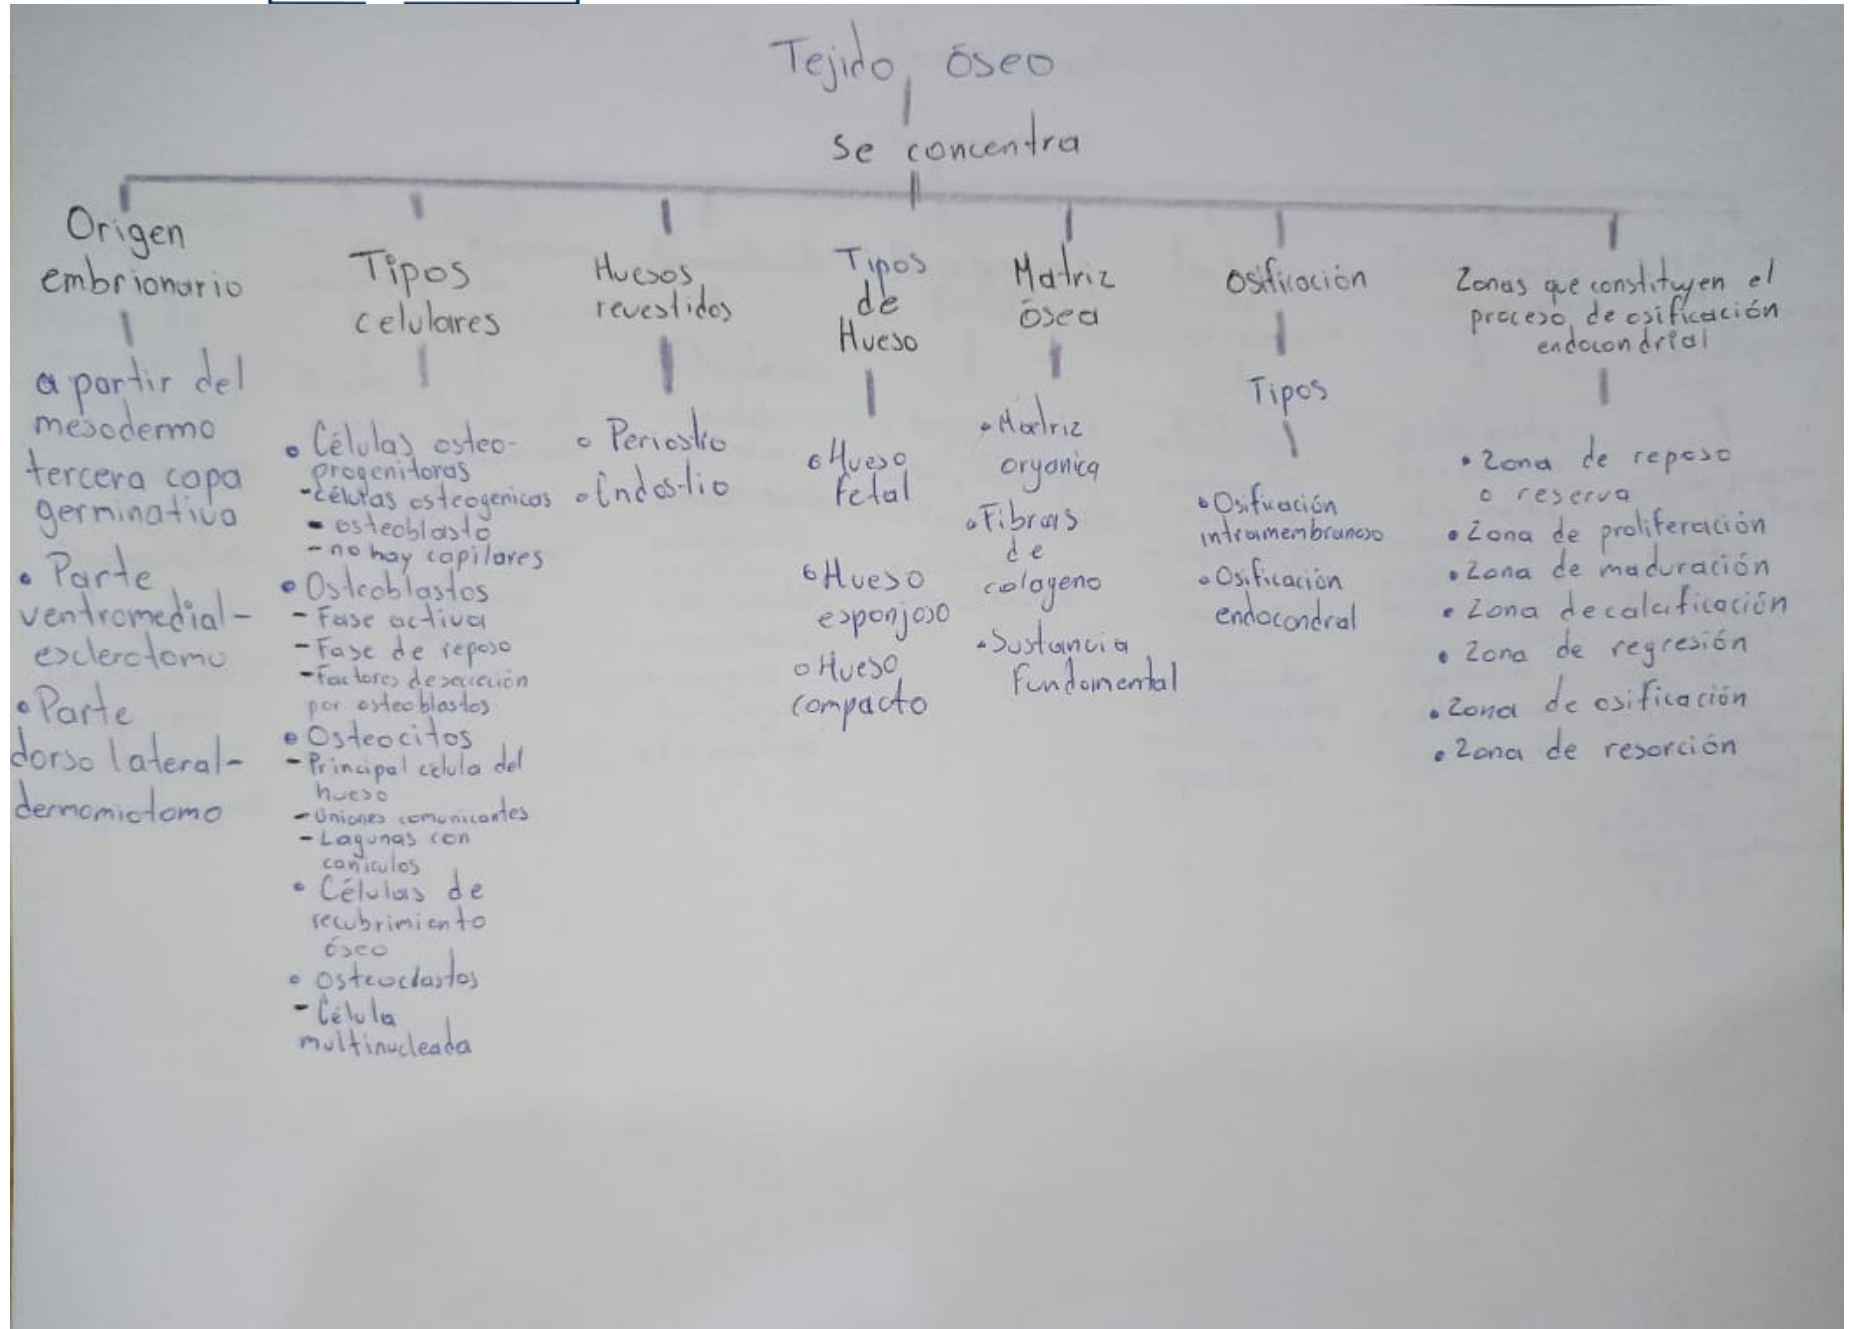 Tejido óseo
se concentra
Origen
embrionario
a partir del
mesodermo
tercera capa
germinativa
• Parte
ventromedial-
esclerotomo
• Parte
dorso lateral-
dermomiotomo
Tipos
celulares
• Células osteo-
progenitoras
- células osteogenicas
- osteoblasto
- no hay capilares
• Osteoblastos
- Fase activa
- Fase de reposo
- Factores de secreción
por osteoblastos
• Osteocitos
- Principal célula del
hueso
- Uniones comunicantes
- Lagunas con
caniculos
• Células de
recubrimiento
óseo
• Osteoclastos
- Célula
multinucleada
Huesos
revestidos
• Periostio
• Endostio
Tipos
de
Hueso
• Hueso
fetal
• Hueso
esponjoso
• Hueso
compacto
Matriz
ósea
• Matriz
organica
• Fibras
de
colageno
• Sustancia
fundamental
Osificación
Tipos
• Osificación
intramembranoso
• Osificación
endocondral
Zonas que constituyen el
proceso de osificación
endocondrial
• Zona de reposo
o reserva
• Zona de proliferación
• Zona de maduración
• Zona de calcificación
• Zona de regresión
• Zona de osificación
• Zona de resorción